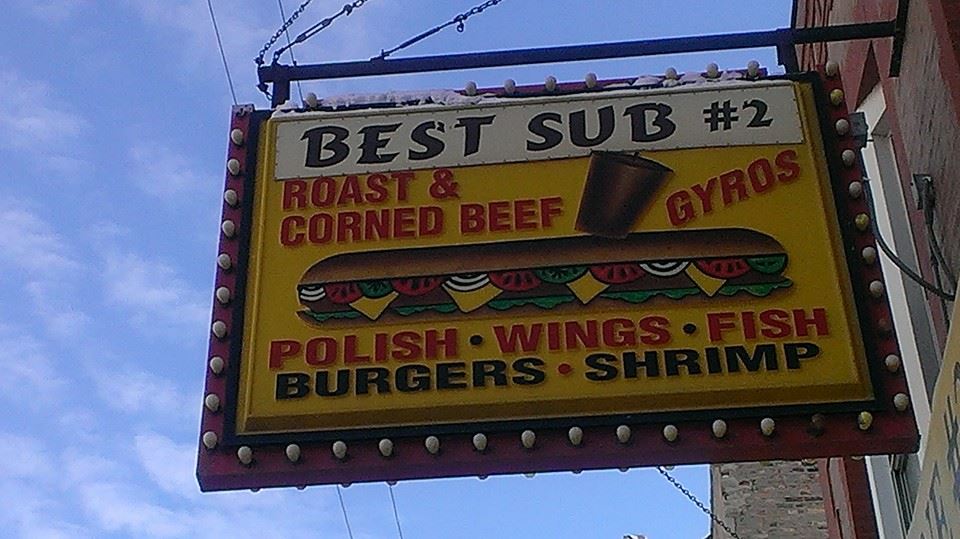 BEST SUB #2
ROAST &
CORNED BEEF
GYROS
POLISH • WINGS • FISH
BURGERS • SHRIMP